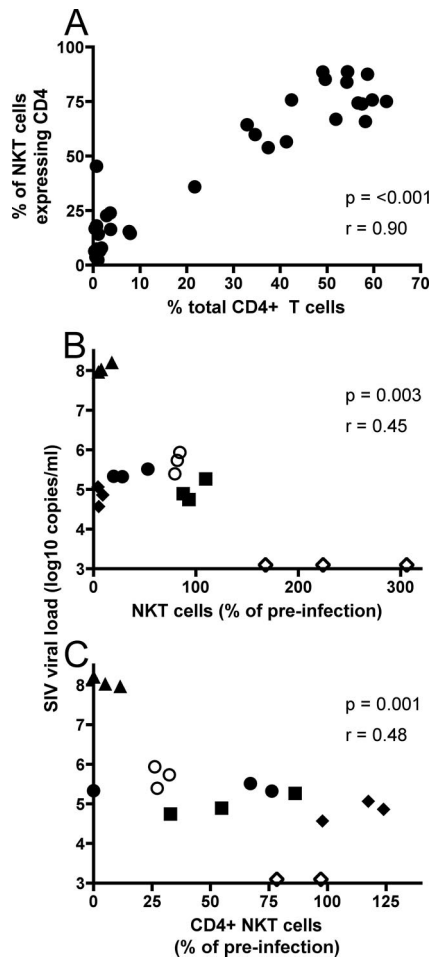 A
% of NKT cells
expressing CD4
100
75
50
25
0
p = <0.001
r = 0.90
0 10 20 30 40 50 60 70
% total CD4+ T cells
B
SIV viral load (log10 copies/ml)
9
8
7
6
5
4
3
p = 0.003
r = 0.45
0 100 200 300
NKT cells (% of pre-infection)
C
8
7
6
5
4
3
p = 0.001
r = 0.48
0 25 50 75 100 125
CD4+ NKT cells
(% of pre-infection)